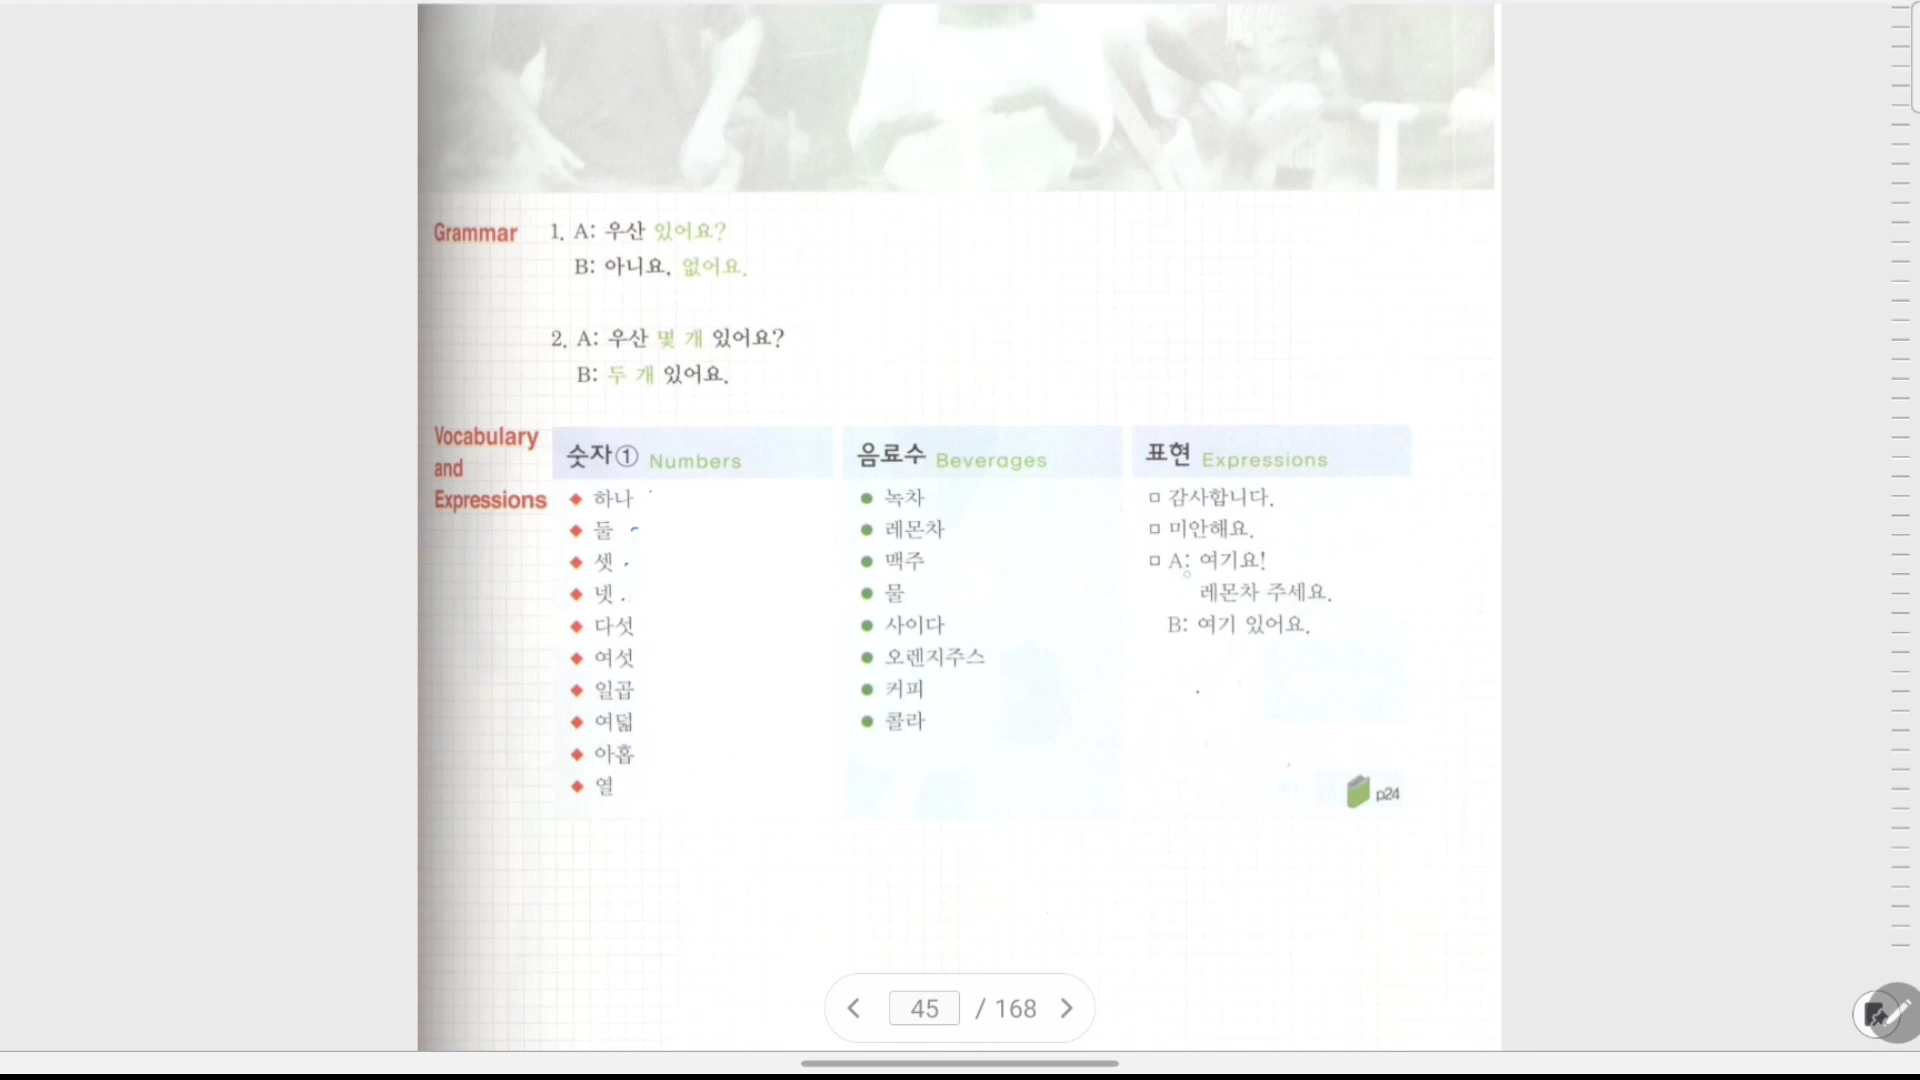 Grammar
1. A: 우산 있어요?
B: 아니요, 없어요.
2. A: 우산 몇 개 있어요?
B: 두 개 있어요.
Vocabulary
and
Expressions
숫자① Numbers
◆ 하나
◆ 둘
◆ 셋
◆ 넷
◆ 다섯
◆ 여섯
◆ 일곱
◆ 여덟
◆ 아홉
◆ 열
음료수 Beverages
● 녹차
● 레몬차
● 맥주
● 물
● 사이다
● 오렌지주스
● 커피
● 콜라
표현 Expressions
□ 감사합니다.
□ 미안해요.
□ A: 여기요!
레몬차 주세요.
B: 여기 있어요.
p24
45 / 168